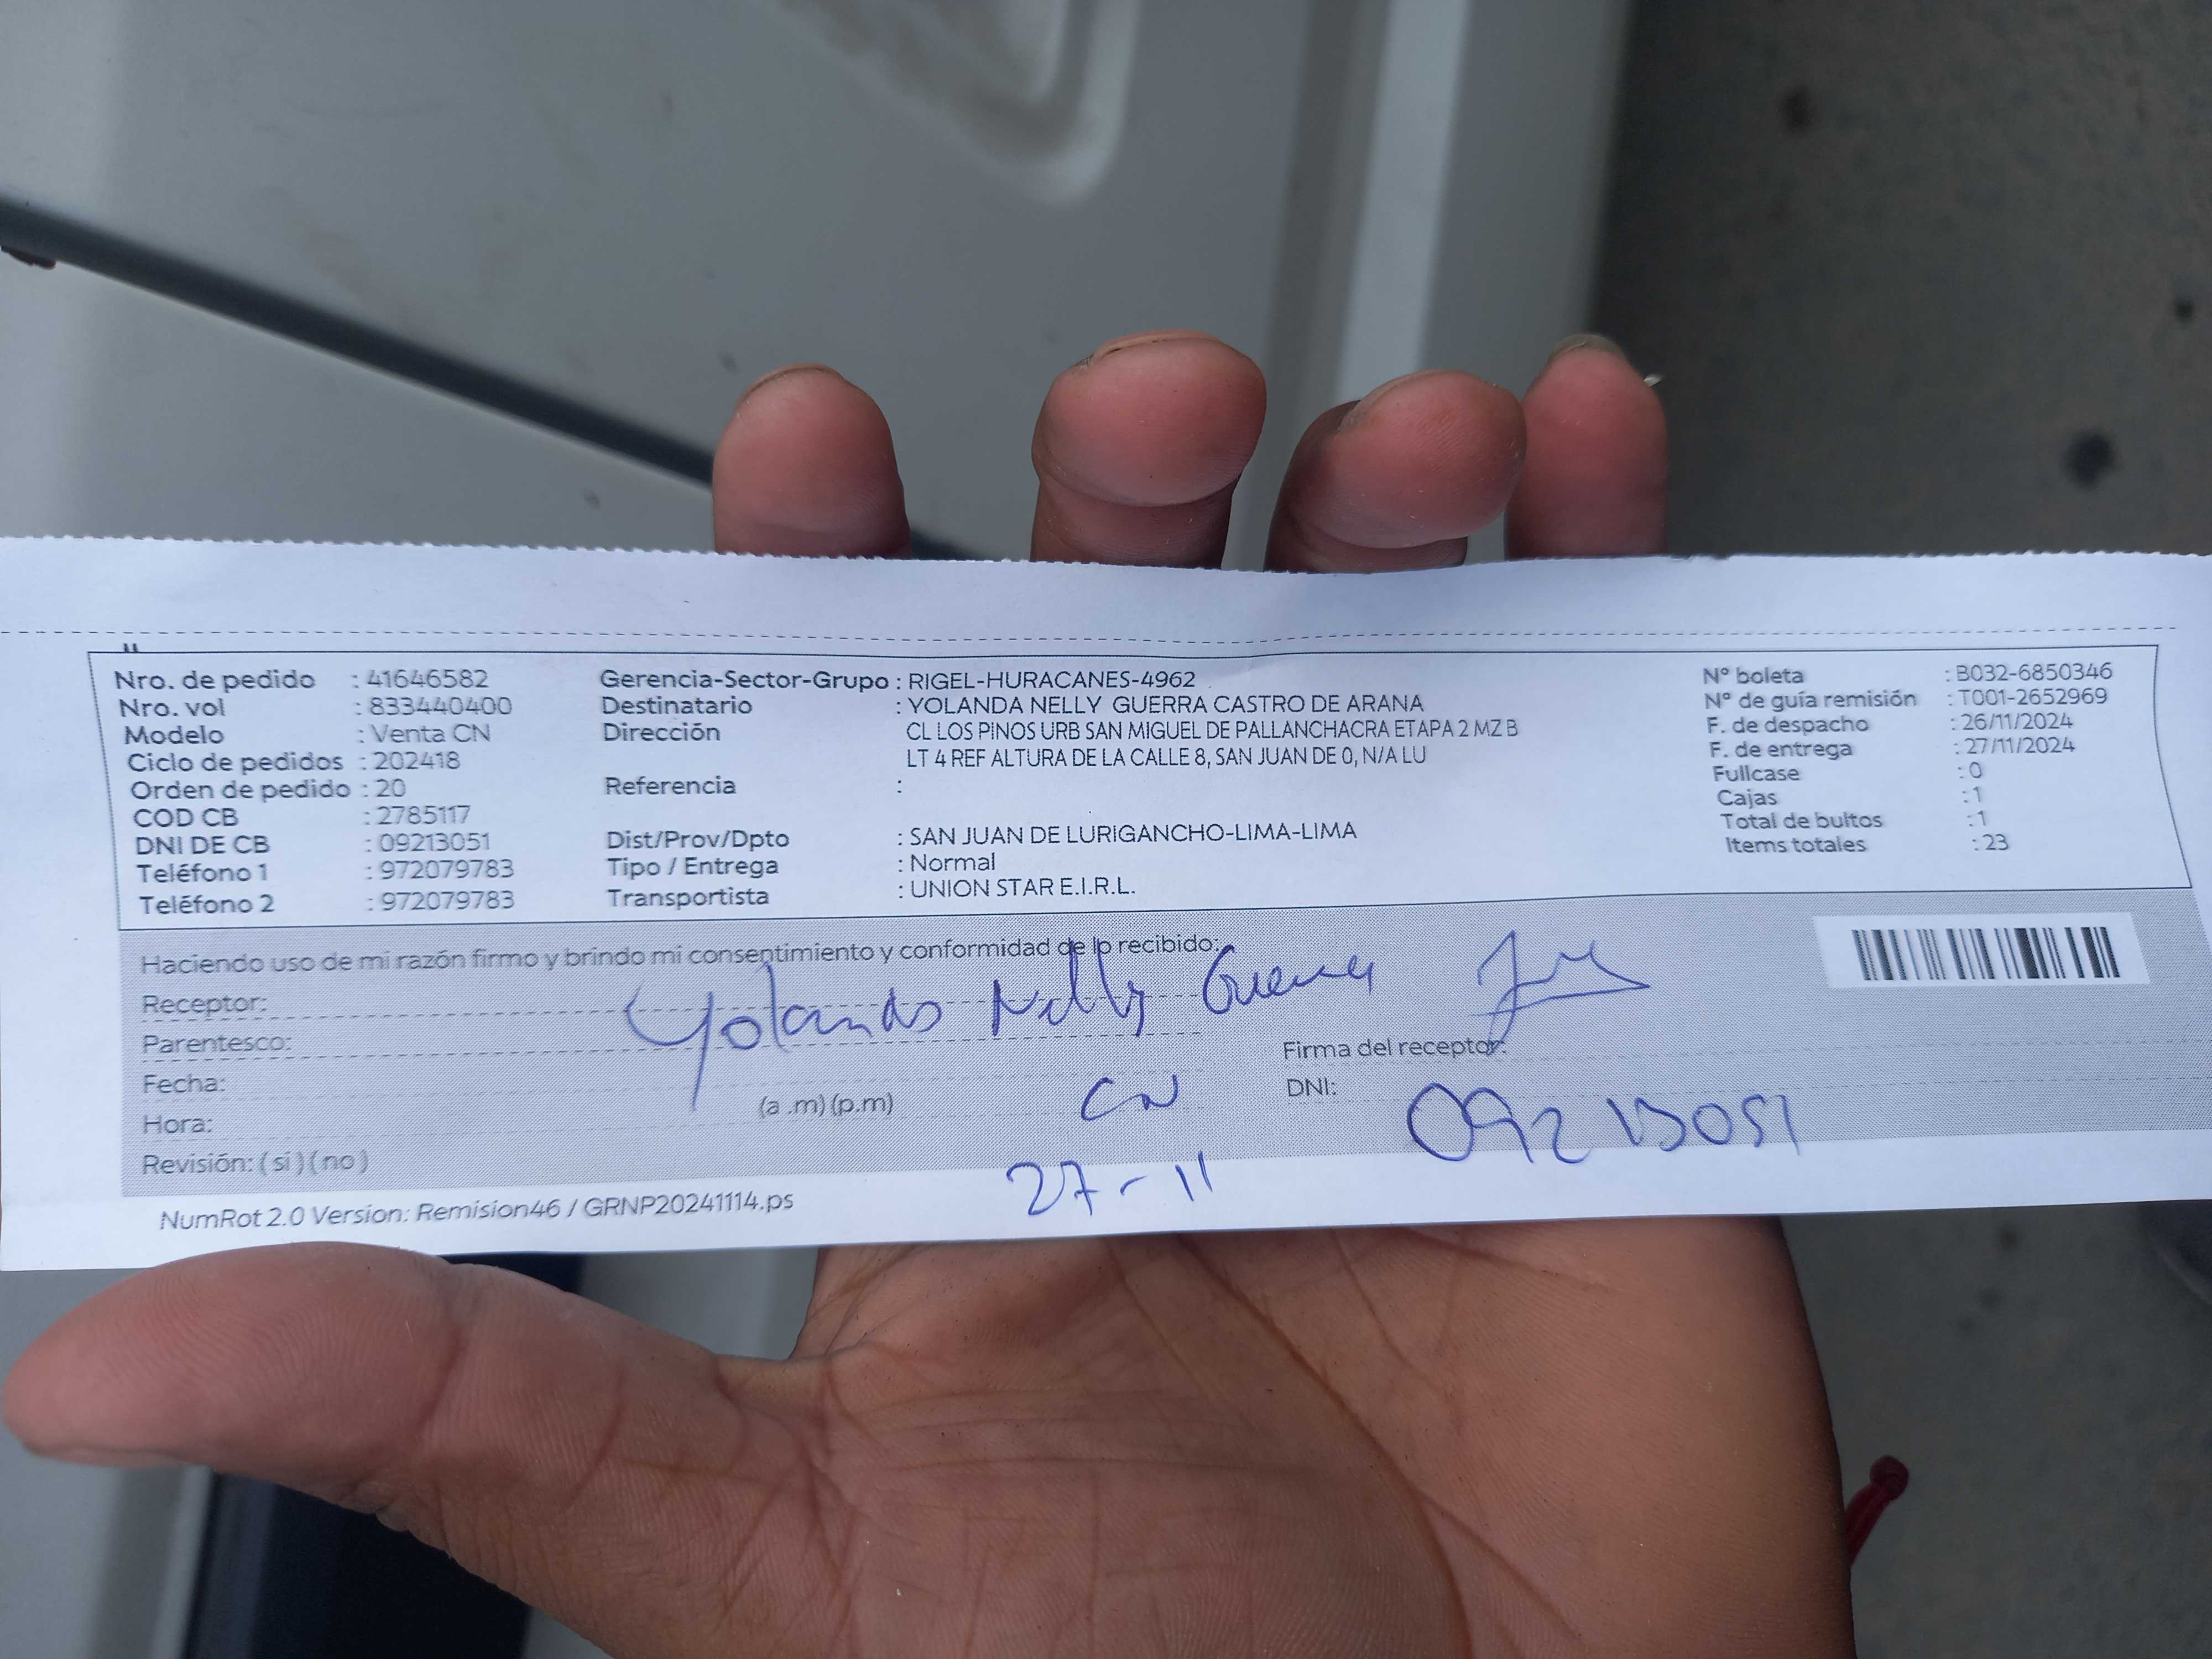 Nro. de pedido : 41646582
Nro. vol : 833440400
Modelo : Venta CN
Ciclo de pedidos : 202418
Orden de pedido : 20
COD CB : 2785117
DNI DE CB : 09213051
Teléfono 1 : 972079783
Teléfono 2 : 972079783
Gerencia-Sector-Grupo : RIGEL-HURACANES-4962
Destinatario : YOLANDA NELLY GUERRA CASTRO DE ARANA
Dirección CL LOS PINOS URB SAN MIGUEL DE PALLANCHACRA ETAPA 2 MZ B
LT 4 REF ALTURA DE LA CALLE 8, SAN JUAN DE 0, N/A LU
Referencia :
Dist/Prov/Dpto : SAN JUAN DE LURIGANCHO-LIMA-LIMA
Tipo / Entrega : Normal
Transportista : UNION STAR E.I.R.L.
Nº boleta : B032-6850346
Nº de guía remisión : T001-2652969
F. de despacho : 26/11/2024
F. de entrega : 27/11/2024
Fullcase : 0
Cajas : 1
Total de bultos : 1
Items totales : 23
Haciendo uso de mi razón firmo y brindo mi consentimiento y conformidad de lo recibido:
Receptor: Yolanda Nelly Guerra
Parentesco:
Firma del receptor:
Fecha: CN
DNI: 09213051
Hora: (a .m) (p.m)
Revisión: ( sí ) ( no )
27-11
NumRot 2.0 Version: Remision46 / GRNP20241114.ps